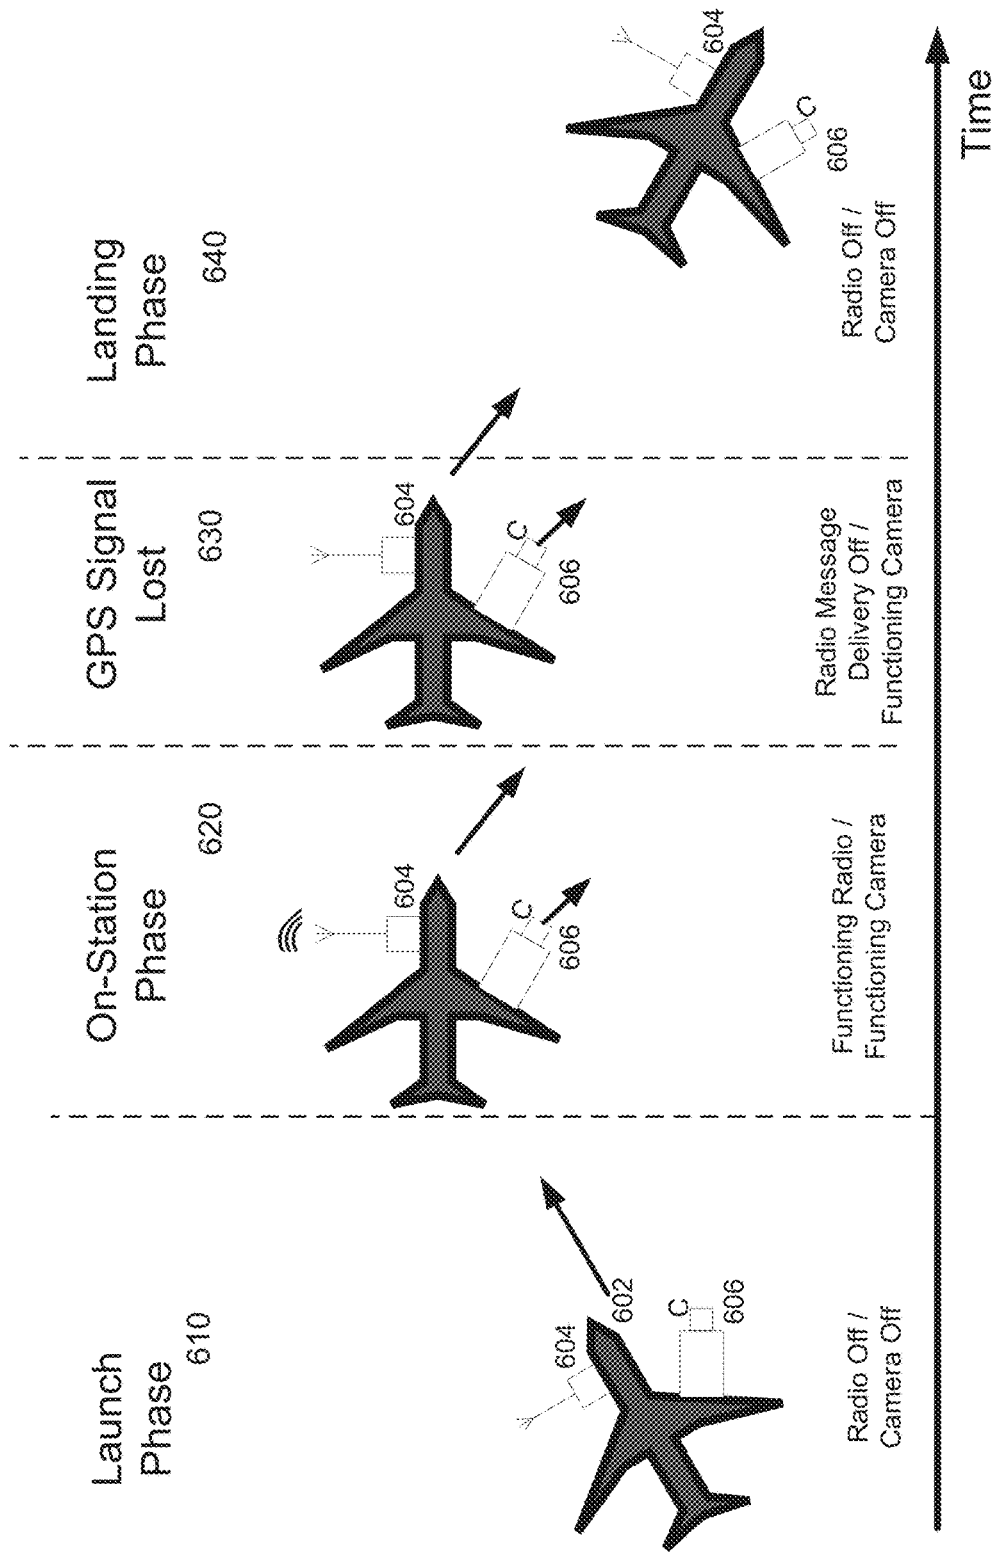 Launch
Phase
610
604
602
C
606
Radio Off /
Camera Off
On-Station
Phase
620
604
C
606
Functioning Radio /
Functioning Camera
GPS Signal
Lost
630
604
C
606
Radio Message
Delivery Off /
Functioning Camera
Landing
Phase
640
604
C
606
Radio Off /
Camera Off
Time